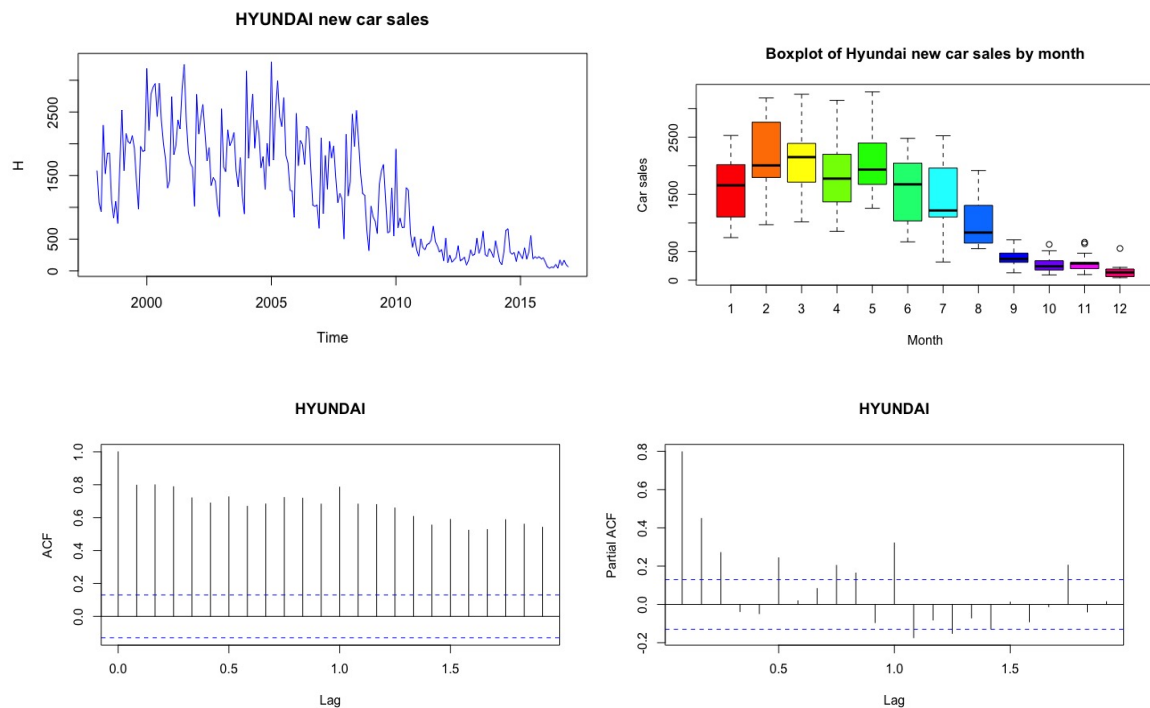 HYUNDAI new car sales
H
0
500
1500
2500
2000
2005
2010
2015
Time
Boxplot of Hyundai new car sales by month
Car sales
0
500
1500
2500
1 2 3 4 5 6 7 8 9 10 11 12
Month
HYUNDAI
ACF
0.0
0.2
0.4
0.6
0.8
1.0
0.0 0.5 1.0 1.5
Lag
HYUNDAI
Partial ACF
-0.2
0.0
0.2
0.4
0.6
0.8
0.5 1.0 1.5
Lag